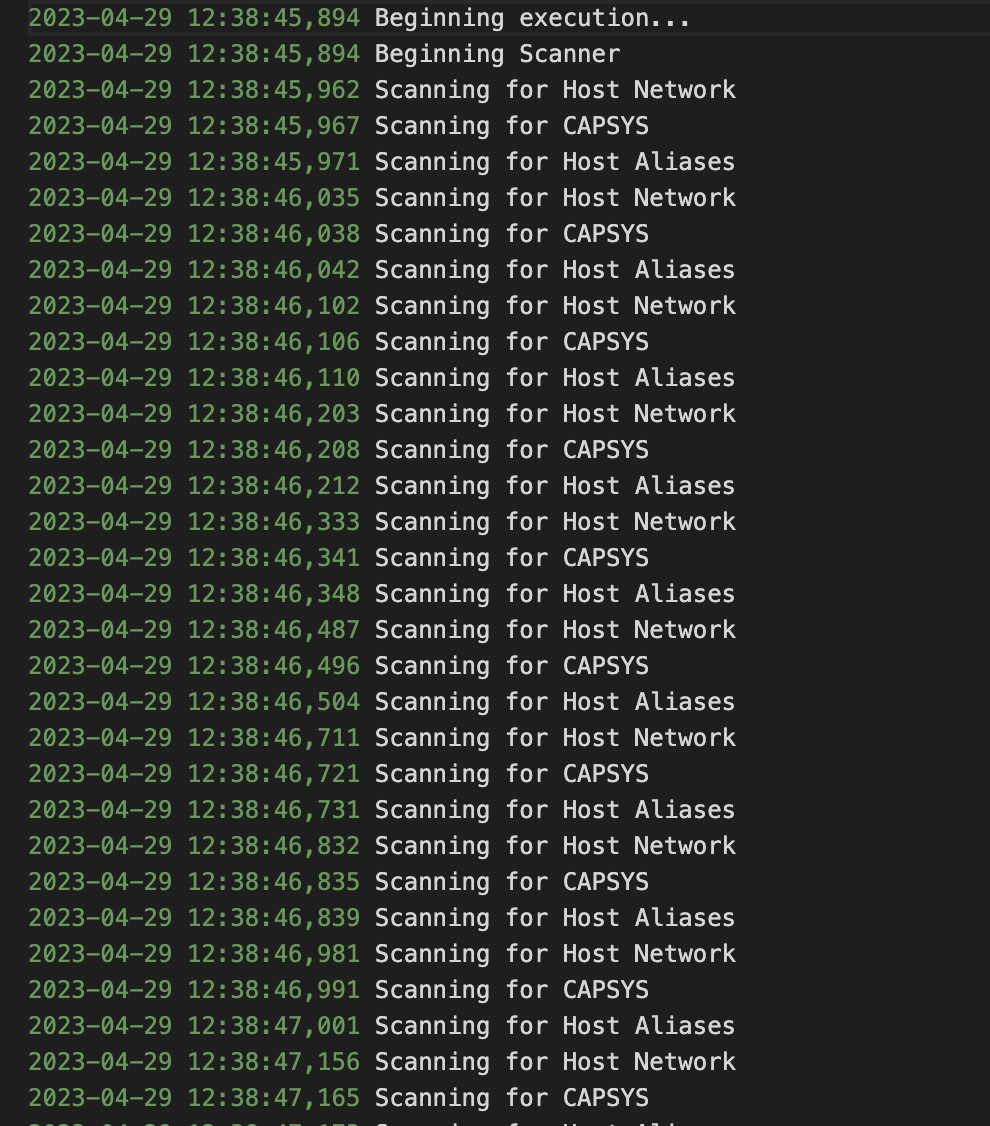 2023-04-29 12:38:45,894 Beginning execution...
2023-04-29 12:38:45,894 Beginning Scanner
2023-04-29 12:38:45,962 Scanning for Host Network
2023-04-29 12:38:45,967 Scanning for CAPSYS
2023-04-29 12:38:45,971 Scanning for Host Aliases
2023-04-29 12:38:46,035 Scanning for Host Network
2023-04-29 12:38:46,038 Scanning for CAPSYS
2023-04-29 12:38:46,042 Scanning for Host Aliases
2023-04-29 12:38:46,102 Scanning for Host Network
2023-04-29 12:38:46,106 Scanning for CAPSYS
2023-04-29 12:38:46,110 Scanning for Host Aliases
2023-04-29 12:38:46,203 Scanning for Host Network
2023-04-29 12:38:46,208 Scanning for CAPSYS
2023-04-29 12:38:46,212 Scanning for Host Aliases
2023-04-29 12:38:46,333 Scanning for Host Network
2023-04-29 12:38:46,341 Scanning for CAPSYS
2023-04-29 12:38:46,348 Scanning for Host Aliases
2023-04-29 12:38:46,487 Scanning for Host Network
2023-04-29 12:38:46,496 Scanning for CAPSYS
2023-04-29 12:38:46,504 Scanning for Host Aliases
2023-04-29 12:38:46,711 Scanning for Host Network
2023-04-29 12:38:46,721 Scanning for CAPSYS
2023-04-29 12:38:46,731 Scanning for Host Aliases
2023-04-29 12:38:46,832 Scanning for Host Network
2023-04-29 12:38:46,835 Scanning for CAPSYS
2023-04-29 12:38:46,839 Scanning for Host Aliases
2023-04-29 12:38:46,981 Scanning for Host Network
2023-04-29 12:38:46,991 Scanning for CAPSYS
2023-04-29 12:38:47,001 Scanning for Host Aliases
2023-04-29 12:38:47,156 Scanning for Host Network
2023-04-29 12:38:47,165 Scanning for CAPSYS